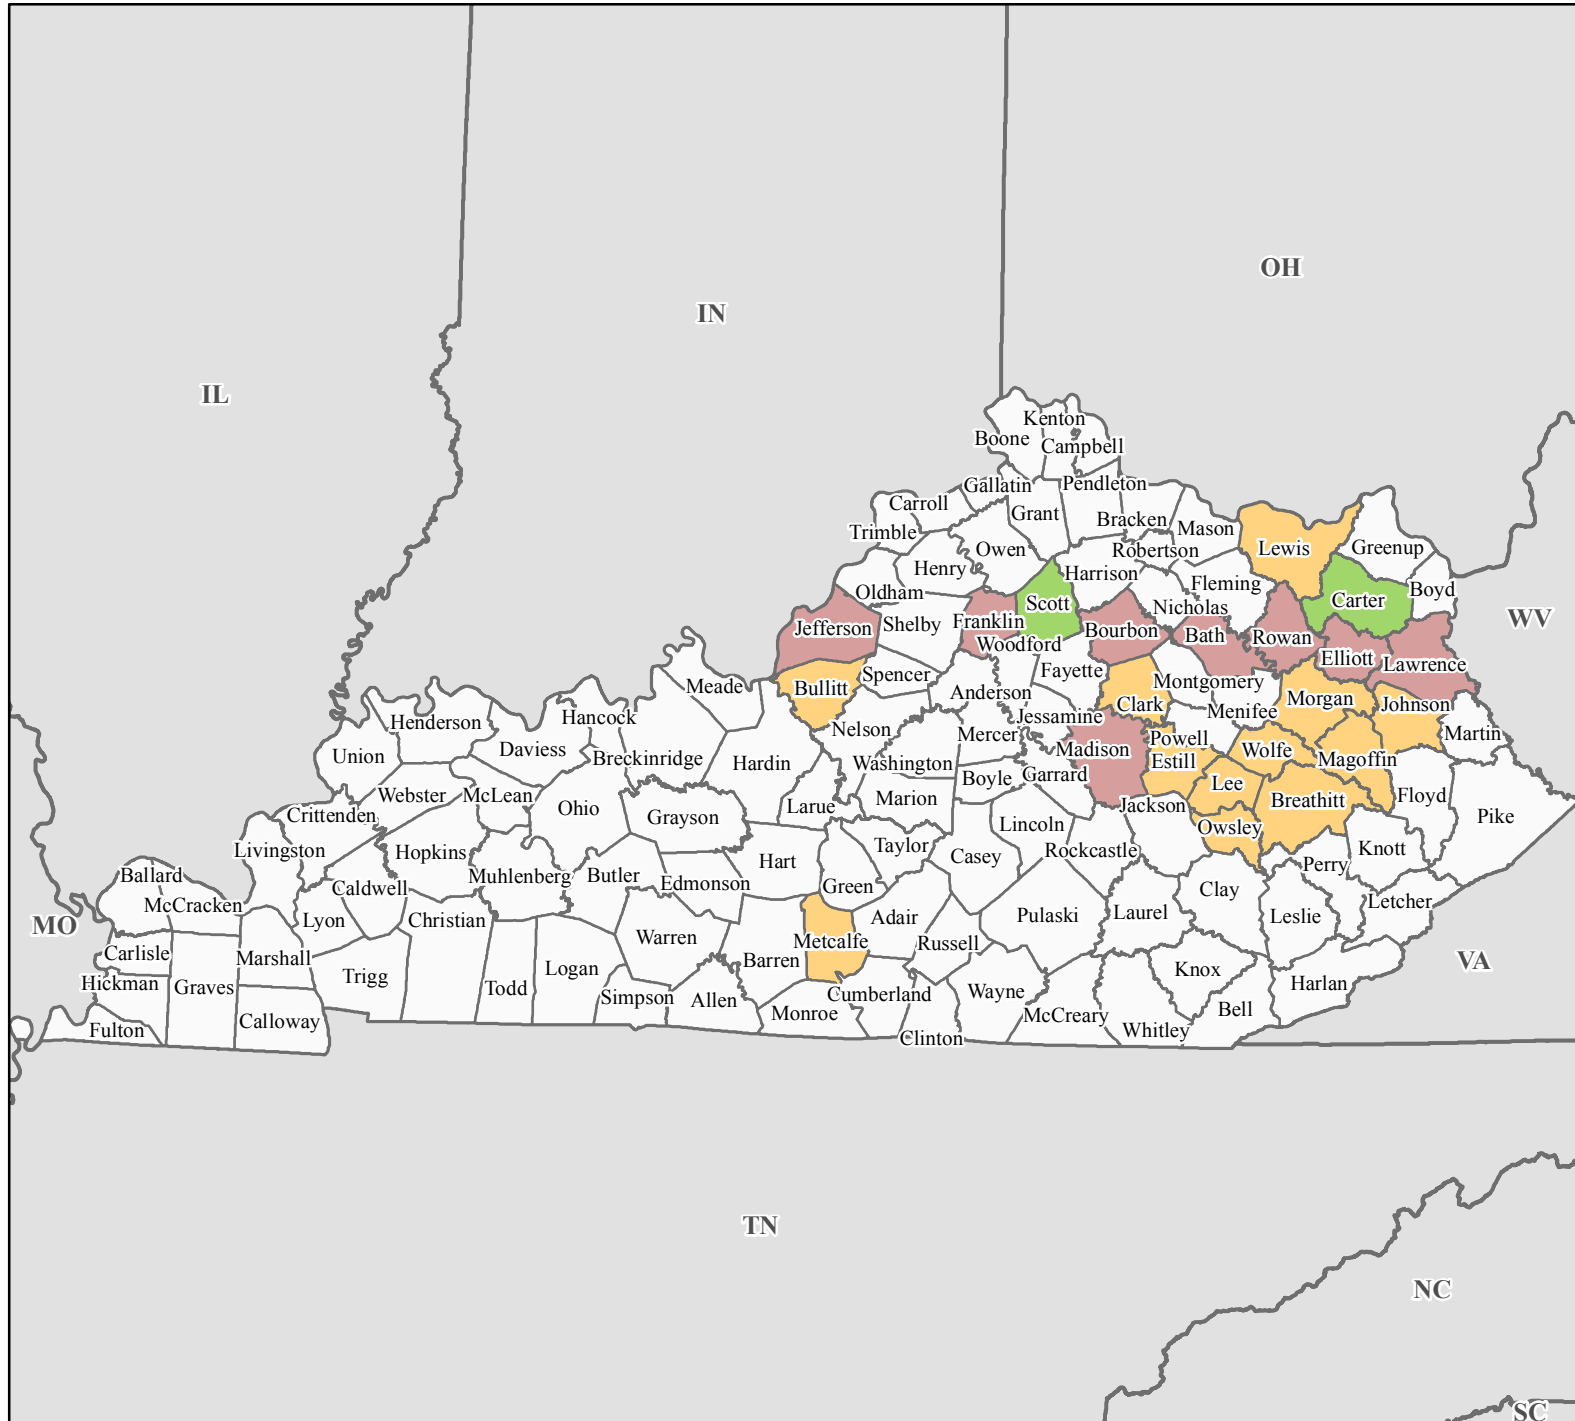 OH
IN
IL
Kenton
Boone
Campbell
Gallatin
Pendleton
Carroll
Grant
Bracken
Mason
Trimble
Owen
Robertson
Lewis
Greenup
Henry
Harrison
Fleming
Boyd
Oldham
Scott
Nicholas
Carter
WV
Jefferson
Shelby
Franklin
Bourbon
Bath
Rowan
Woodford
Elliott
Lawrence
Spencer
Fayette
Montgomery
Meade
Bullitt
Anderson
Clark
Menifee
Morgan
Johnson
Hancock
Jessamine
Henderson
Nelson
Mercer
Powell
Martin
Union
Daviess
Breckinridge
Hardin
Washington
Madison
Estill
Wolfe
Magoffin
Boyle
Garrard
Lee
Webster
McLean
Ohio
Larue
Marion
Jackson
Breathitt
Floyd
Crittenden
Grayson
Lincoln
Owsley
Pike
Livingston
Hopkins
Hart
Taylor
Casey
Rockcastle
Perry
Knott
Ballard
Caldwell
Muhlenberg
Butler
Edmonson
Green
Clay
McCracken
Lyon
Christian
Adair
Pulaski
Laurel
Leslie
Letcher
MO
Carlisle
Marshall
Warren
Metcalfe
Russell
Barren
VA
Hickman
Graves
Trigg
Todd
Logan
Simpson
Allen
Cumberland
Wayne
Knox
Harlan
Fulton
Calloway
Monroe
McCreary
Bell
Clinton
Whitley
TN
NC
SC